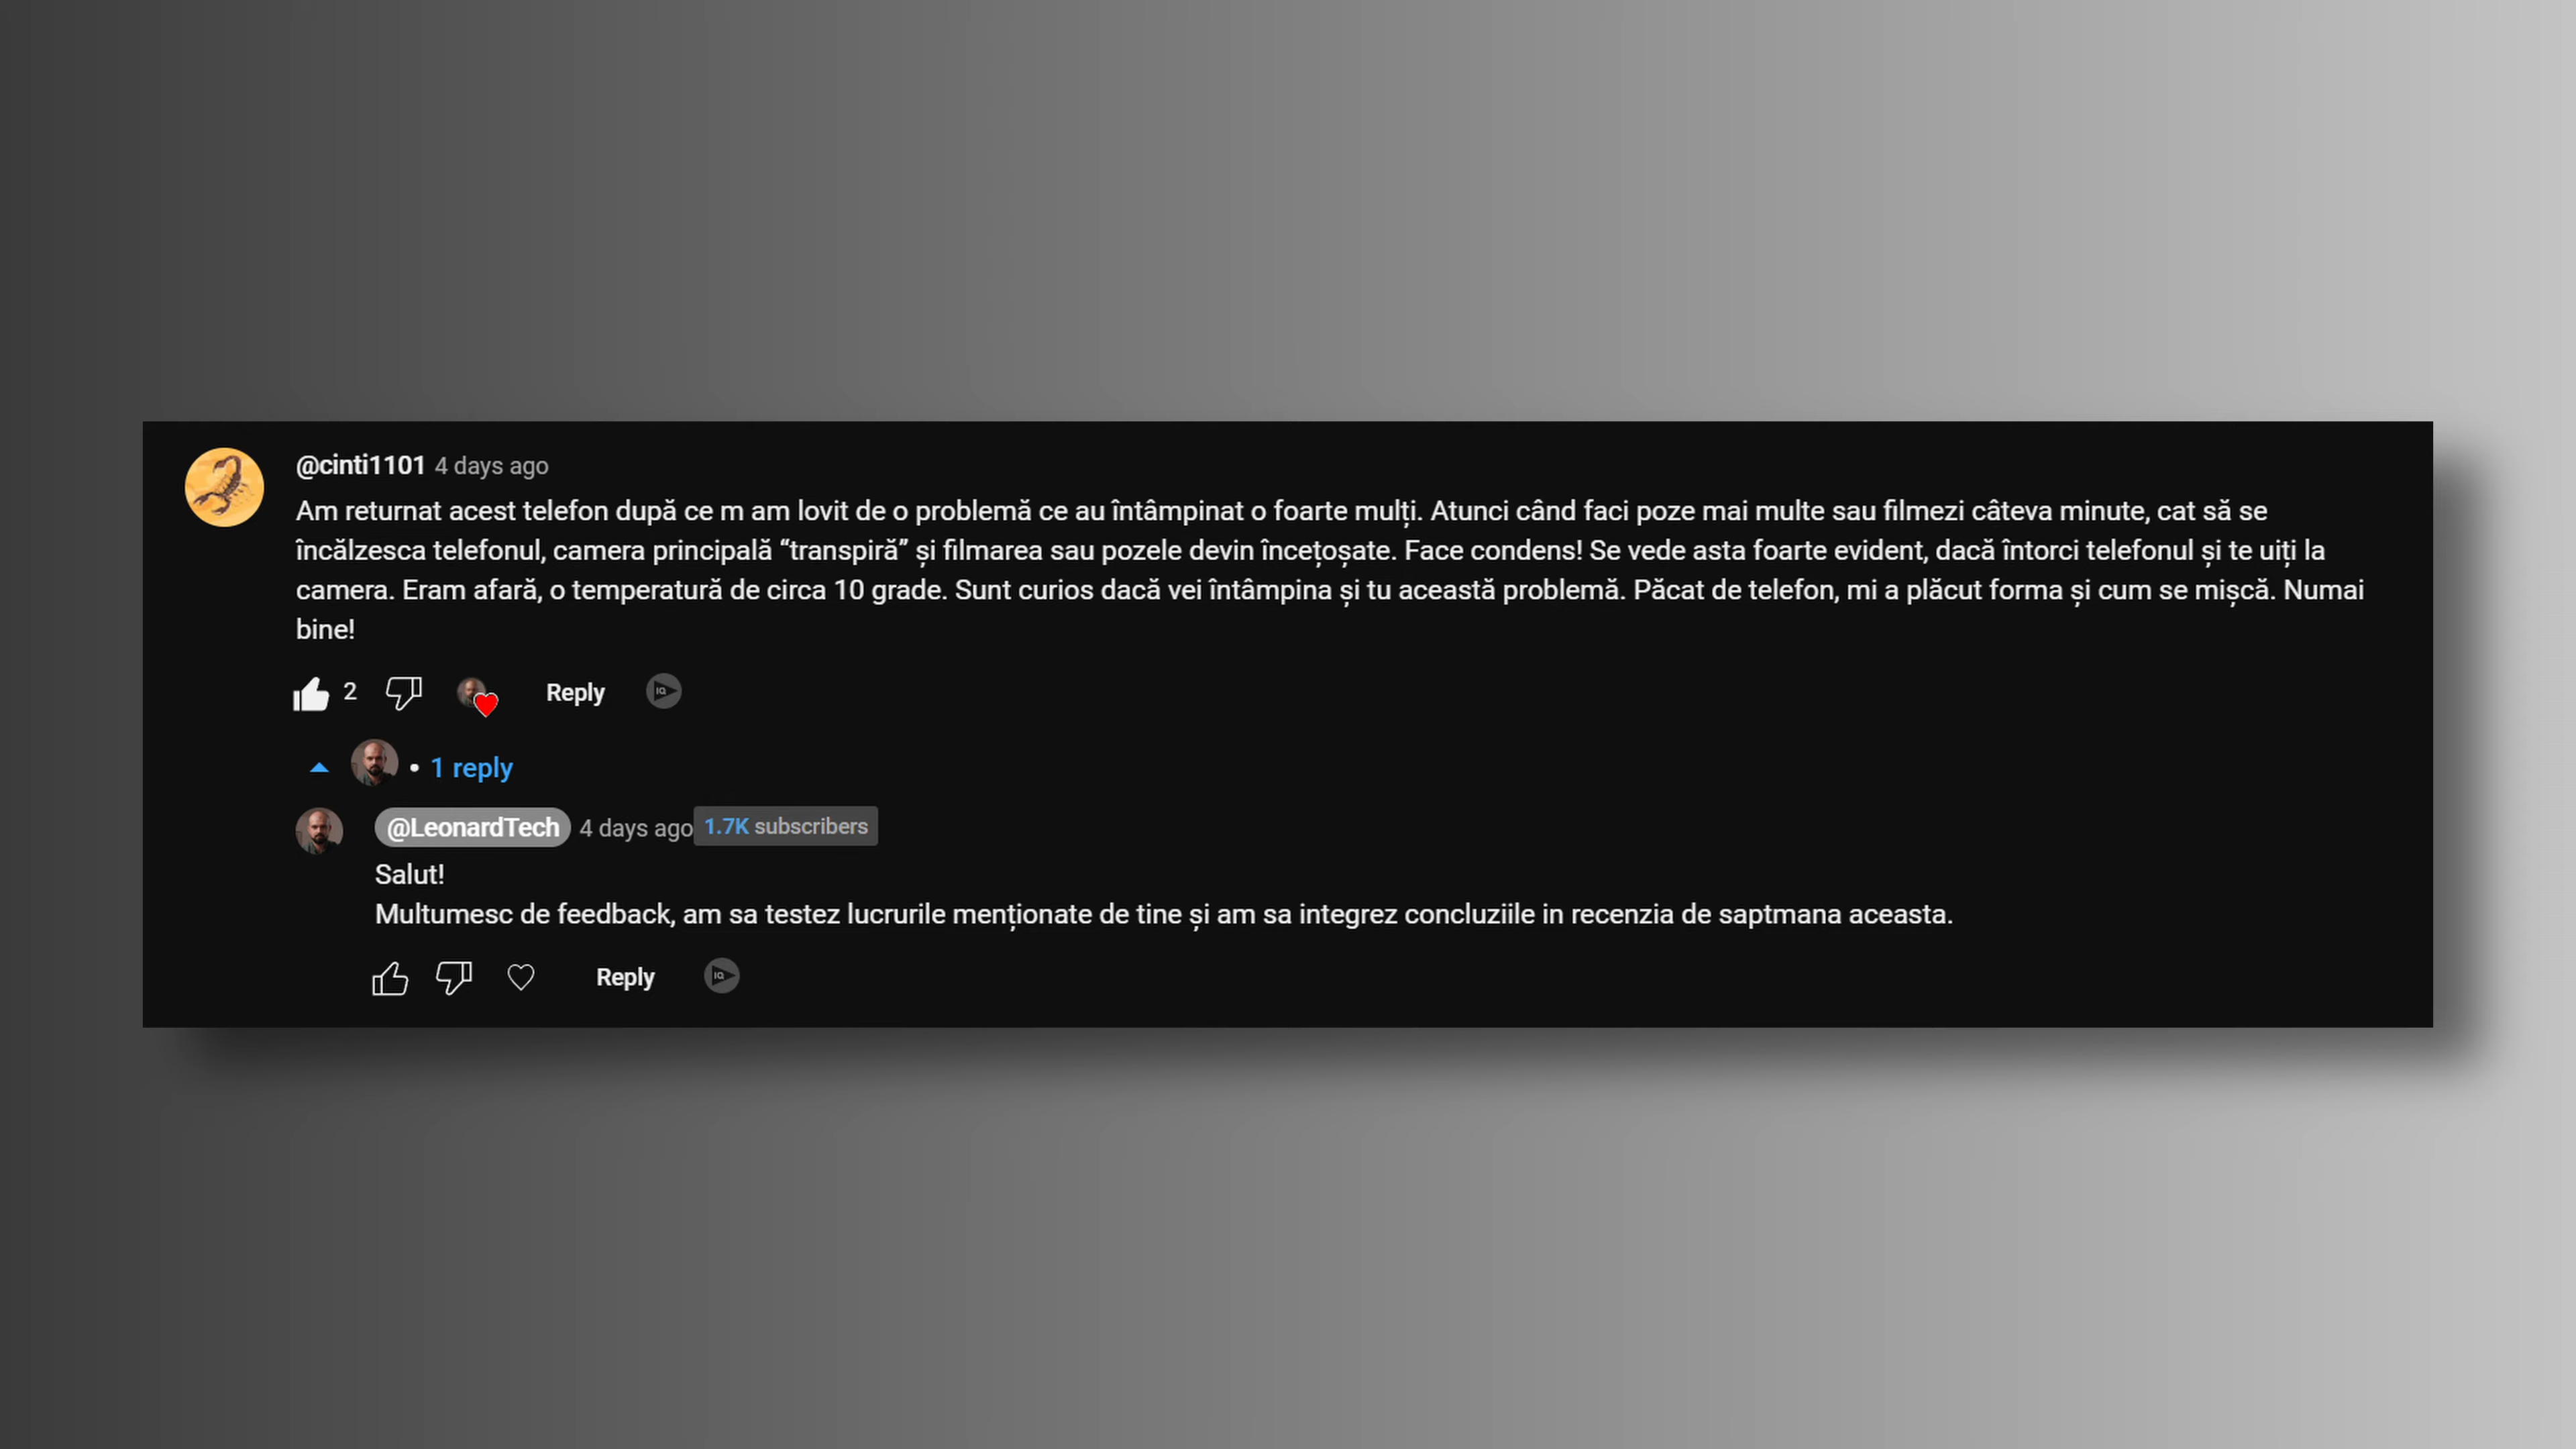 @cinti1101 4 days ago
Am returnat acest telefon după ce m am lovit de o problemă ce au întâmpinat o foarte mulți. Atunci când faci poze mai multe sau filmezi câteva minute, cat să se
încălzesca telefonul, camera principală “transpiră” și filmarea sau pozele devin încețoșate. Face condens! Se vede asta foarte evident, dacă întorci telefonul și te uiți la
camera. Eram afară, o temperatură de circa 10 grade. Sunt curios dacă vei întâmpina și tu această problemă. Păcat de telefon, mi a plăcut forma și cum se mișcă. Numai
bine!
2 Reply IQ
• 1 reply
@LeonardTech 4 days ago 1.7K subscribers
Salut!
Multumesc de feedback, am sa testez lucrurile menționate de tine și am sa integrez concluziile in recenzia de saptmana aceasta.
Reply IQ